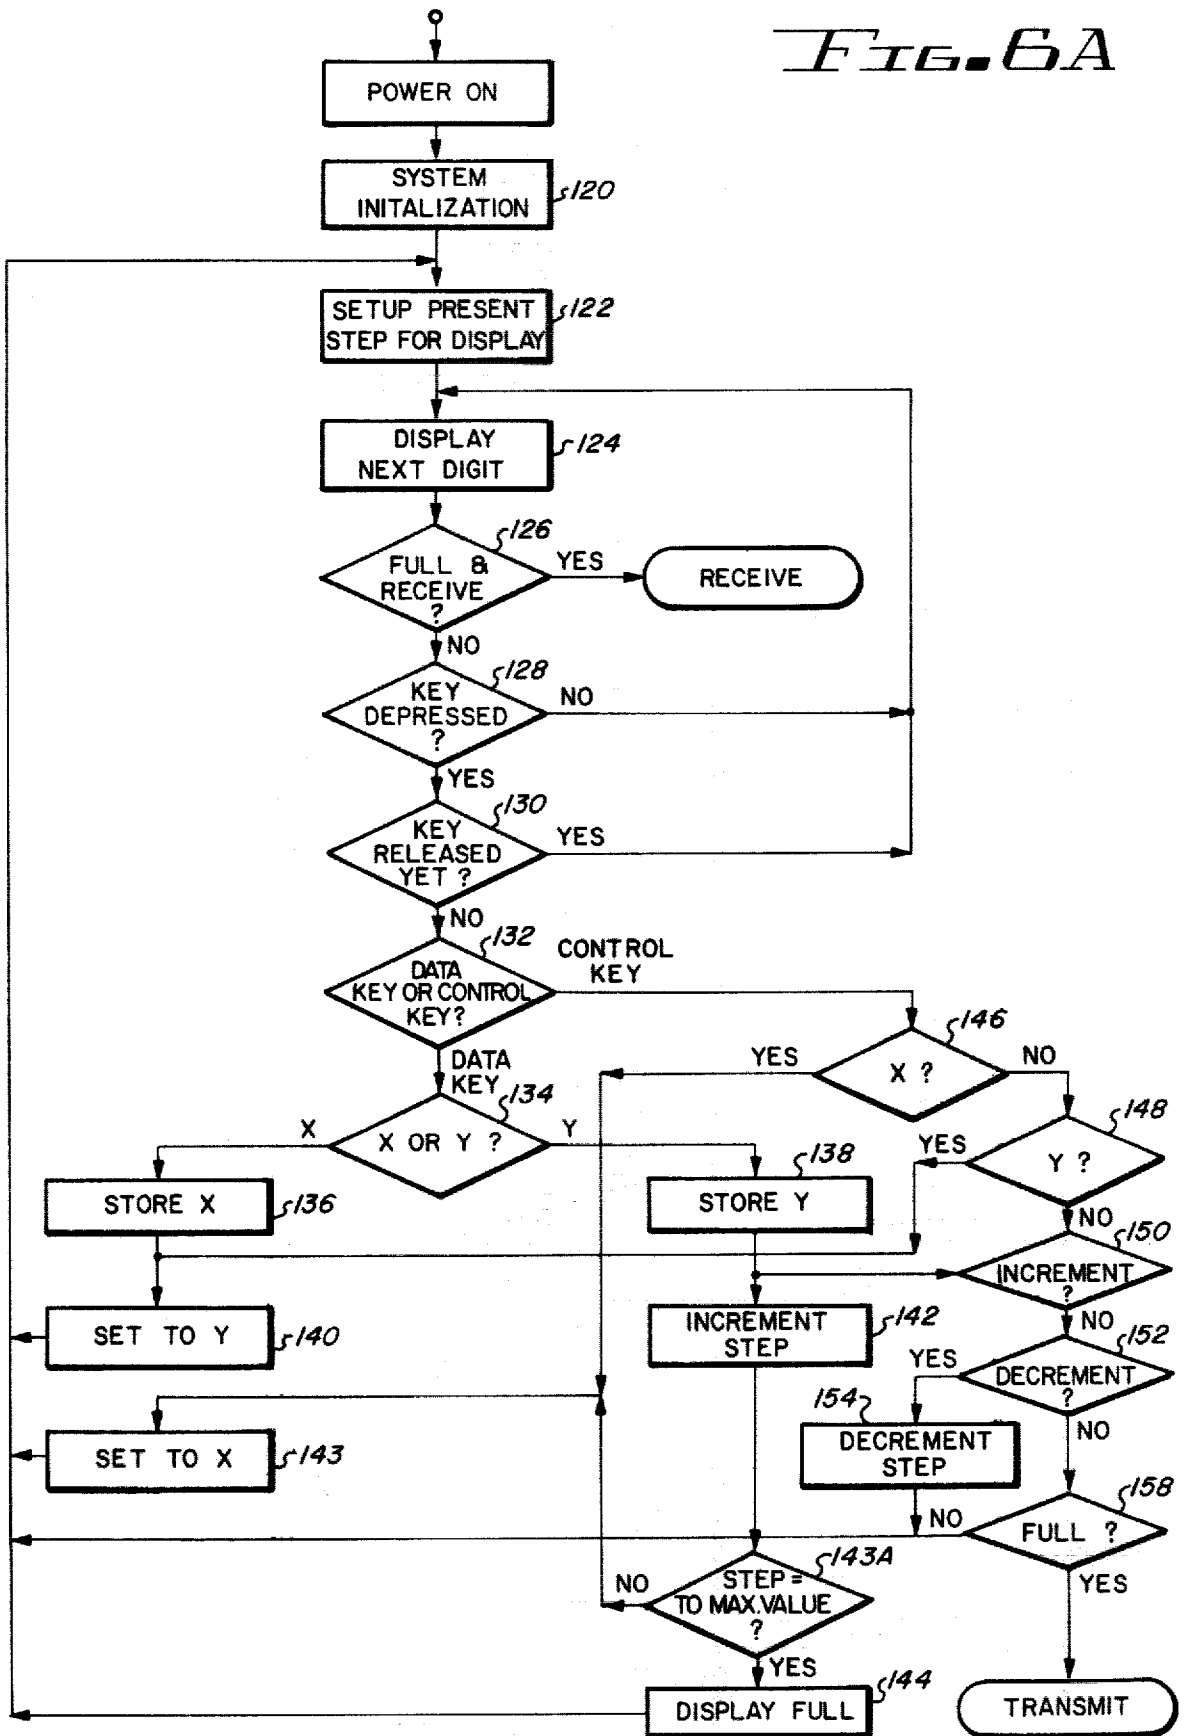 FIG. 6A
POWER ON
SYSTEM
INITALIZATION
120
SETUP PRESENT
STEP FOR DISPLAY
122
DISPLAY
NEXT DIGIT
124
126
FULL &
RECEIVE
?
YES
RECEIVE
NO
128
KEY
DEPRESSED
?
NO
YES
130
KEY
RELEASED
YET ?
YES
NO
132
DATA
KEY OR CONTROL
KEY?
CONTROL
KEY
DATA
KEY
146
X ?
YES
NO
134
X OR Y ?
X
Y
148
Y ?
YES
NO
STORE X
136
138
STORE Y
150
INCREMENT
?
NO
SET TO Y
140
INCREMENT
STEP
142
152
DECREMENT
?
YES
NO
154
DECREMENT
STEP
SET TO X
143
158
FULL ?
NO
YES
143A
STEP =
TO MAX. VALUE
?
NO
YES
DISPLAY FULL
144
TRANSMIT